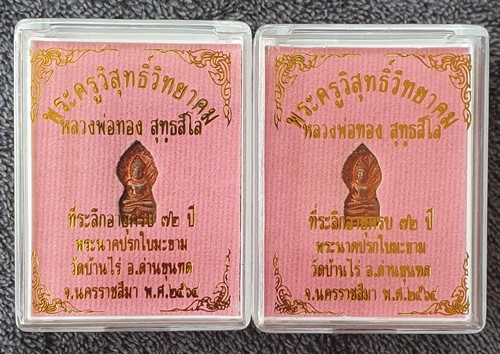 พระครูวิสุทธิ์วิทยาคม
หลวงพ่อทอง สุทฺธสีโล
ที่ระลึกอายุครบ ๗๒ ปี
พระนาคปรกใบมะขาม
วัดบ้านไร่ อ.ด่านขุนทด
จ.นครราชสีมา พ.ศ.๒๕๖๔
พระครูวิสุทธิ์วิทยาคม
หลวงพ่อทอง สุทฺธสีโล
ที่ระลึกอายุครบ ๗๒ ปี
พระนาคปรกใบมะขาม
วัดบ้านไร่ อ.ด่านขุนทด
จ.นครราชสีมา พ.ศ.๒๕๖๔